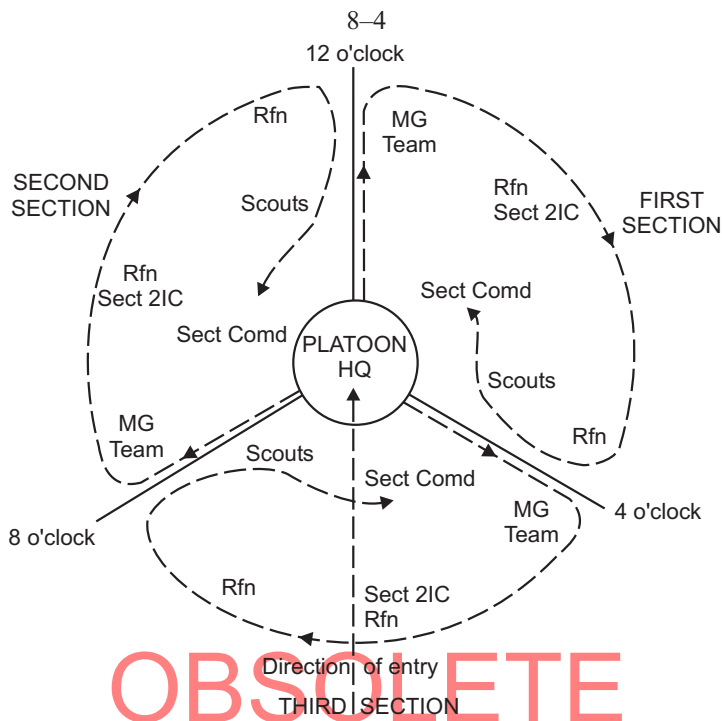 8–4
12 o'clock
Rfn
MG
Team
SECOND
SECTION
Scouts
Rfn
Sect 2IC
FIRST
SECTION
Rfn
Sect 2IC
Sect Comd
Sect Comd
PLATOON
HQ
Scouts
MG
Team
Rfn
Scouts
Sect Comd
8 o'clock
MG
Team
4 o'clock
Rfn
Sect 2IC
Rfn
OBSOLETE
Direction of entry
THIRD SECTION